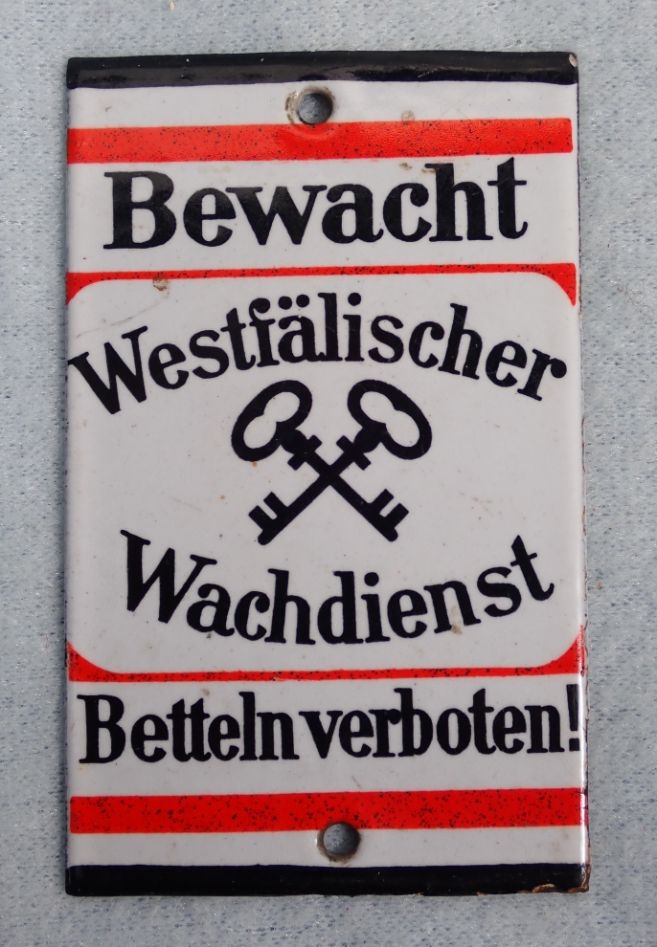 Bewacht
Westfälischer
Wachdienst
Betteln verboten!